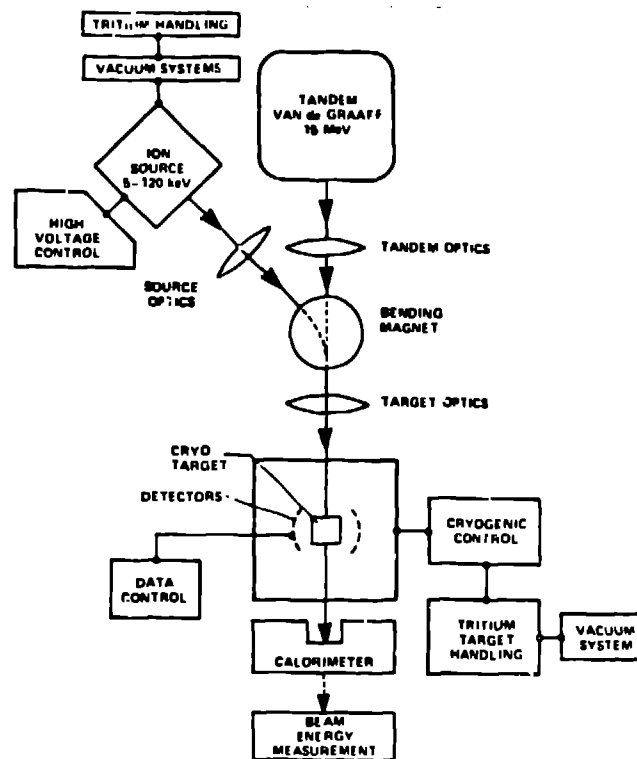 TRITIUM HANDLING
VACUUM SYSTEMS
TANDEM
VAN de GRAAFF
15 MeV
ION
SOURCE
5–120 keV
HIGH
VOLTAGE
CONTROL
SOURCE
OPTICS
TANDEM OPTICS
BENDING
MAGNET
TARGET OPTICS
CRYO
TARGET
DETECTORS
DATA
CONTROL
CRYOGENIC
CONTROL
TRITIUM
TARGET
HANDLING
VACUUM
SYSTEM
CALORIMETER
BEAM
ENERGY
MEASUREMENT